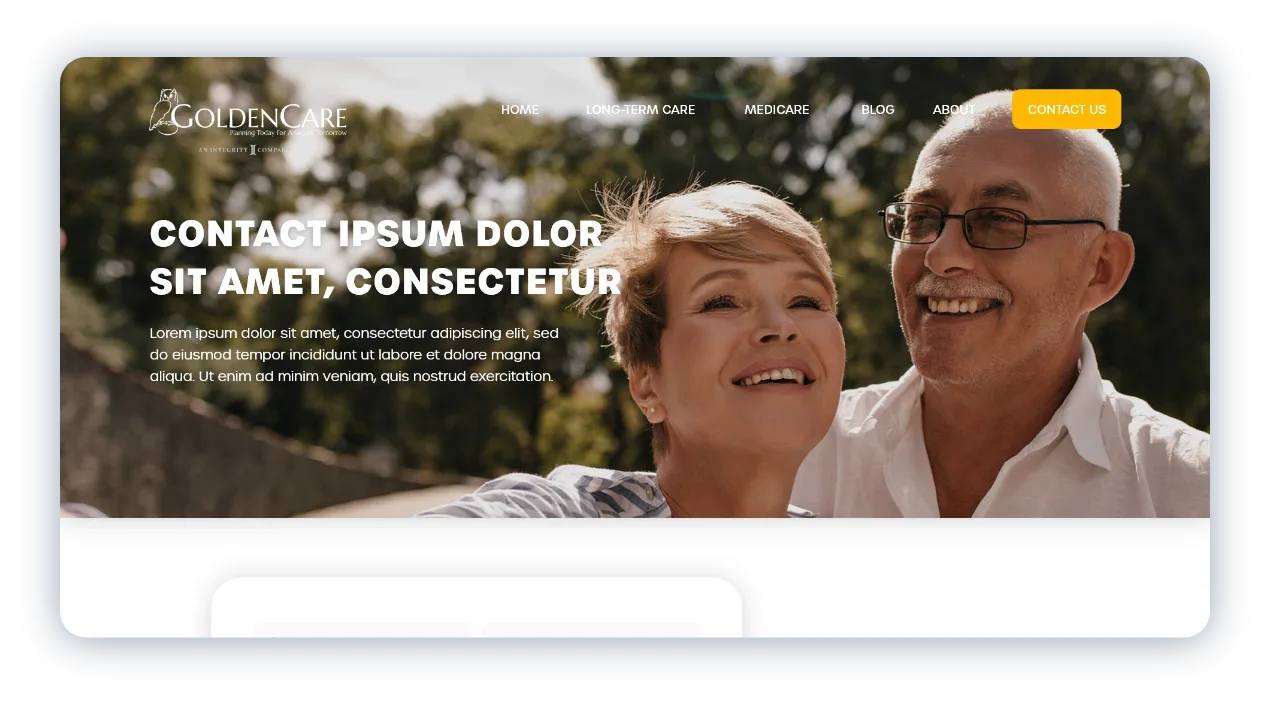 GOLDENCARE
HOME LONG-TERM CARE MEDICARE BLOG ABOUT CONTACT US
Planning Today For A Secure Tomorrow
AN INTEGRITY COMPANY
CONTACT IPSUM DOLOR
SIT AMET, CONSECTETUR
Lorem ipsum dolor sit amet, consectetur adipiscing elit, sed
do eiusmod tempor incididunt ut labore et dolore magna
aliqua. Ut enim ad minim veniam, quis nostrud exercitation.